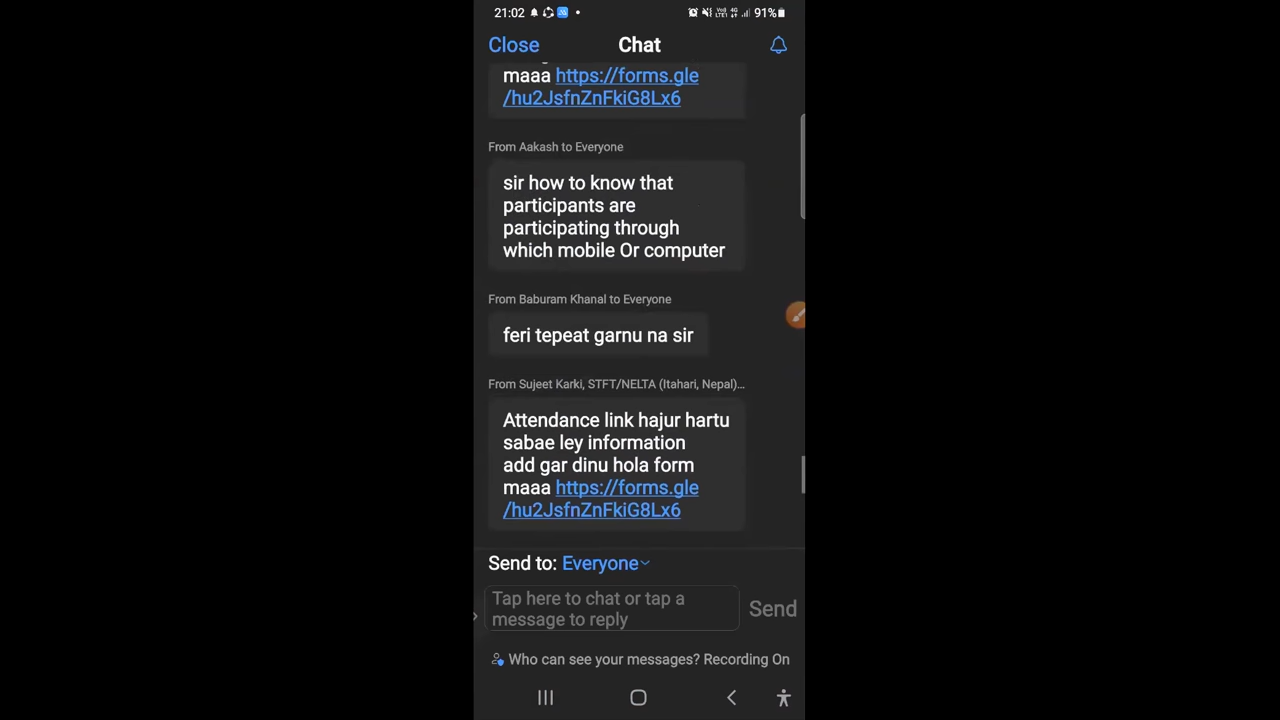 21:02
91%
Close
Chat
maaa https://forms.gle
/hu2JsfnZnFkiG8Lx6
From Aakash to Everyone
sir how to know that
participants are
participating through
which mobile Or computer
From Baburam Khanal to Everyone
feri tepeat garnu na sir
From Sujeet Karki, STFT/NELTA (Itahari, Nepal)...
Attendance link hajur hartu
sabae ley information
add gar dinu hola form
maaa https://forms.gle
/hu2JsfnZnFkiG8Lx6
Send to: Everyone
Tap here to chat or tap a
message to reply
Send
Who can see your messages? Recording On